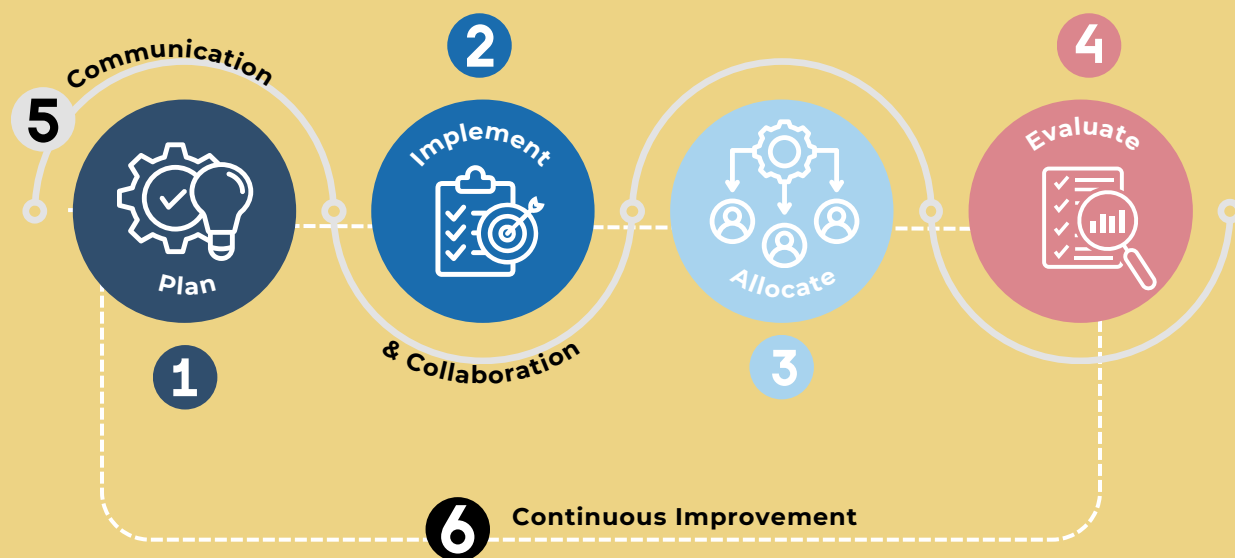 5
Communication
Plan
1
2
Implement
& Collaboration
Allocate
3
4
Evaluate
6
Continuous Improvement